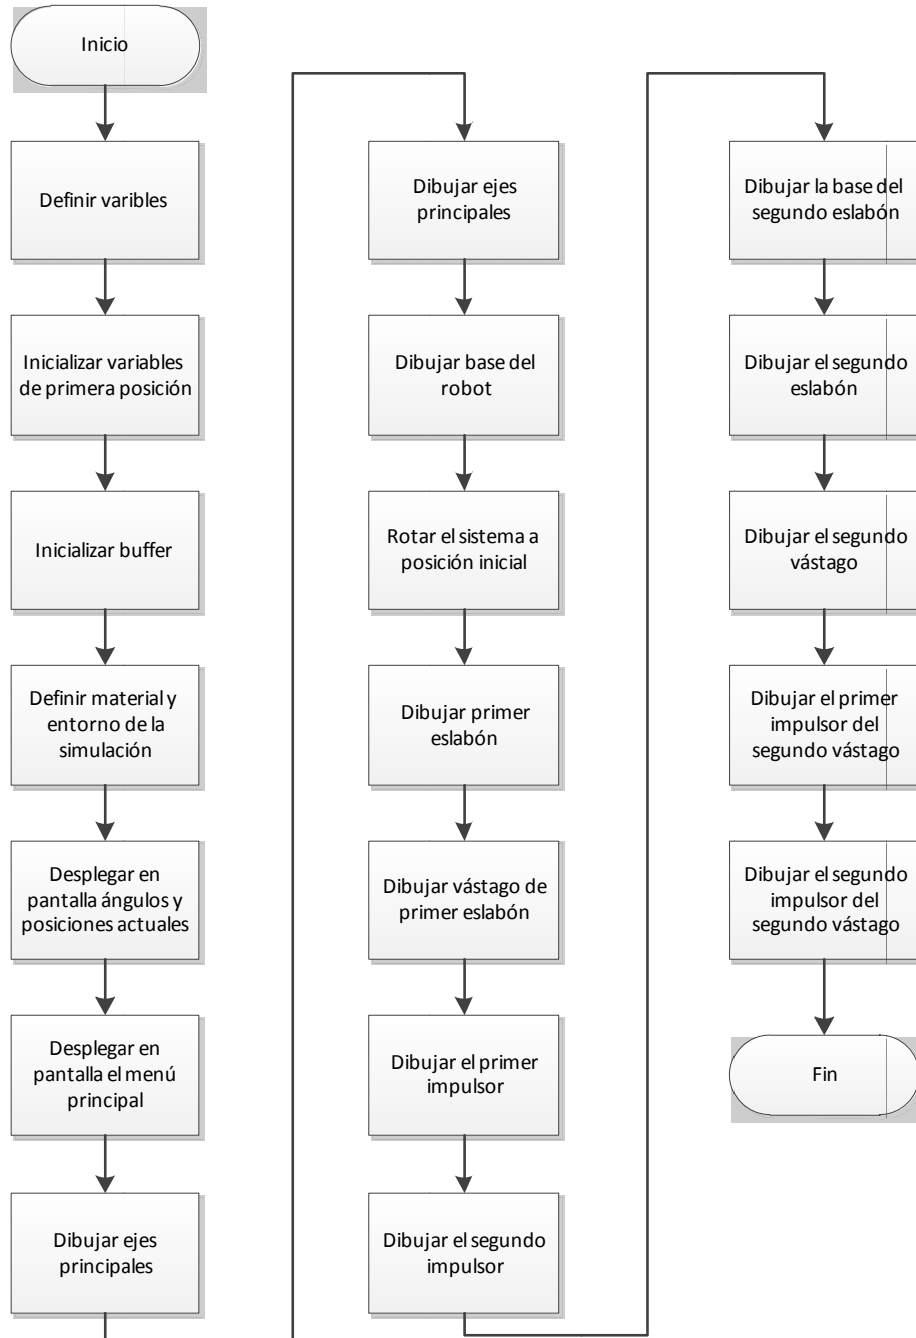 Inicio
Definir varibles
Inicializar variables
de primera posición
Inicializar buffer
Definir material y
entorno de la
simulación
Desplegar en
pantalla ángulos y
posiciones actuales
Desplegar en
pantalla el menú
principal
Dibujar ejes
principales
Dibujar ejes
principales
Dibujar base del
robot
Rotar el sistema a
posición inicial
Dibujar primer
eslabón
Dibujar vástago de
primer eslabón
Dibujar el primer
impulsor
Dibujar el segundo
impulsor
Dibujar la base del
segundo eslabón
Dibujar el segundo
eslabón
Dibujar el segundo
vástago
Dibujar el primer
impulsor del
segundo vástago
Dibujar el segundo
impulsor del
segundo vástago
Fin